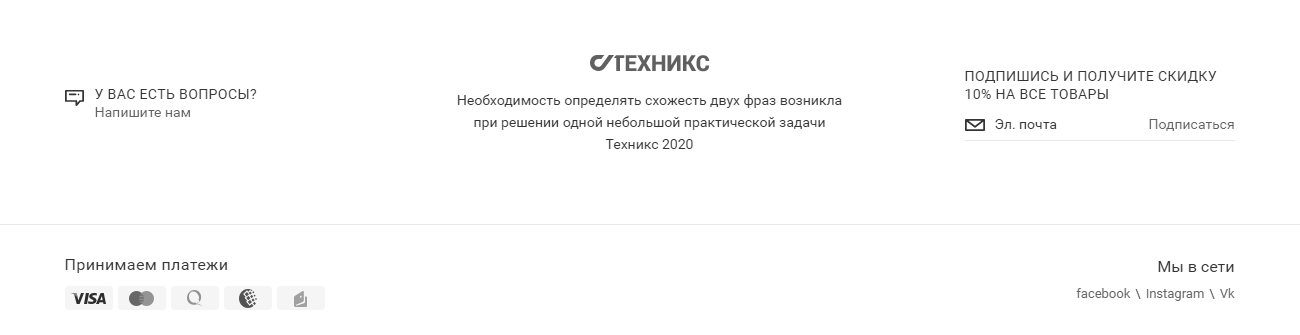 У ВАС ЕСТЬ ВОПРОСЫ?
Напишите нам
ТЕХНИКС
Необходимость определять схожесть двух фраз возникла
при решении одной небольшой практической задачи
Техникс 2020
ПОДПИШИСЬ И ПОЛУЧИТЕ СКИДКУ
10% НА ВСЕ ТОВАРЫ
Эл. почта Подписаться
Принимаем платежи
VISA
Мы в сети
facebook \ Instagram \ Vk